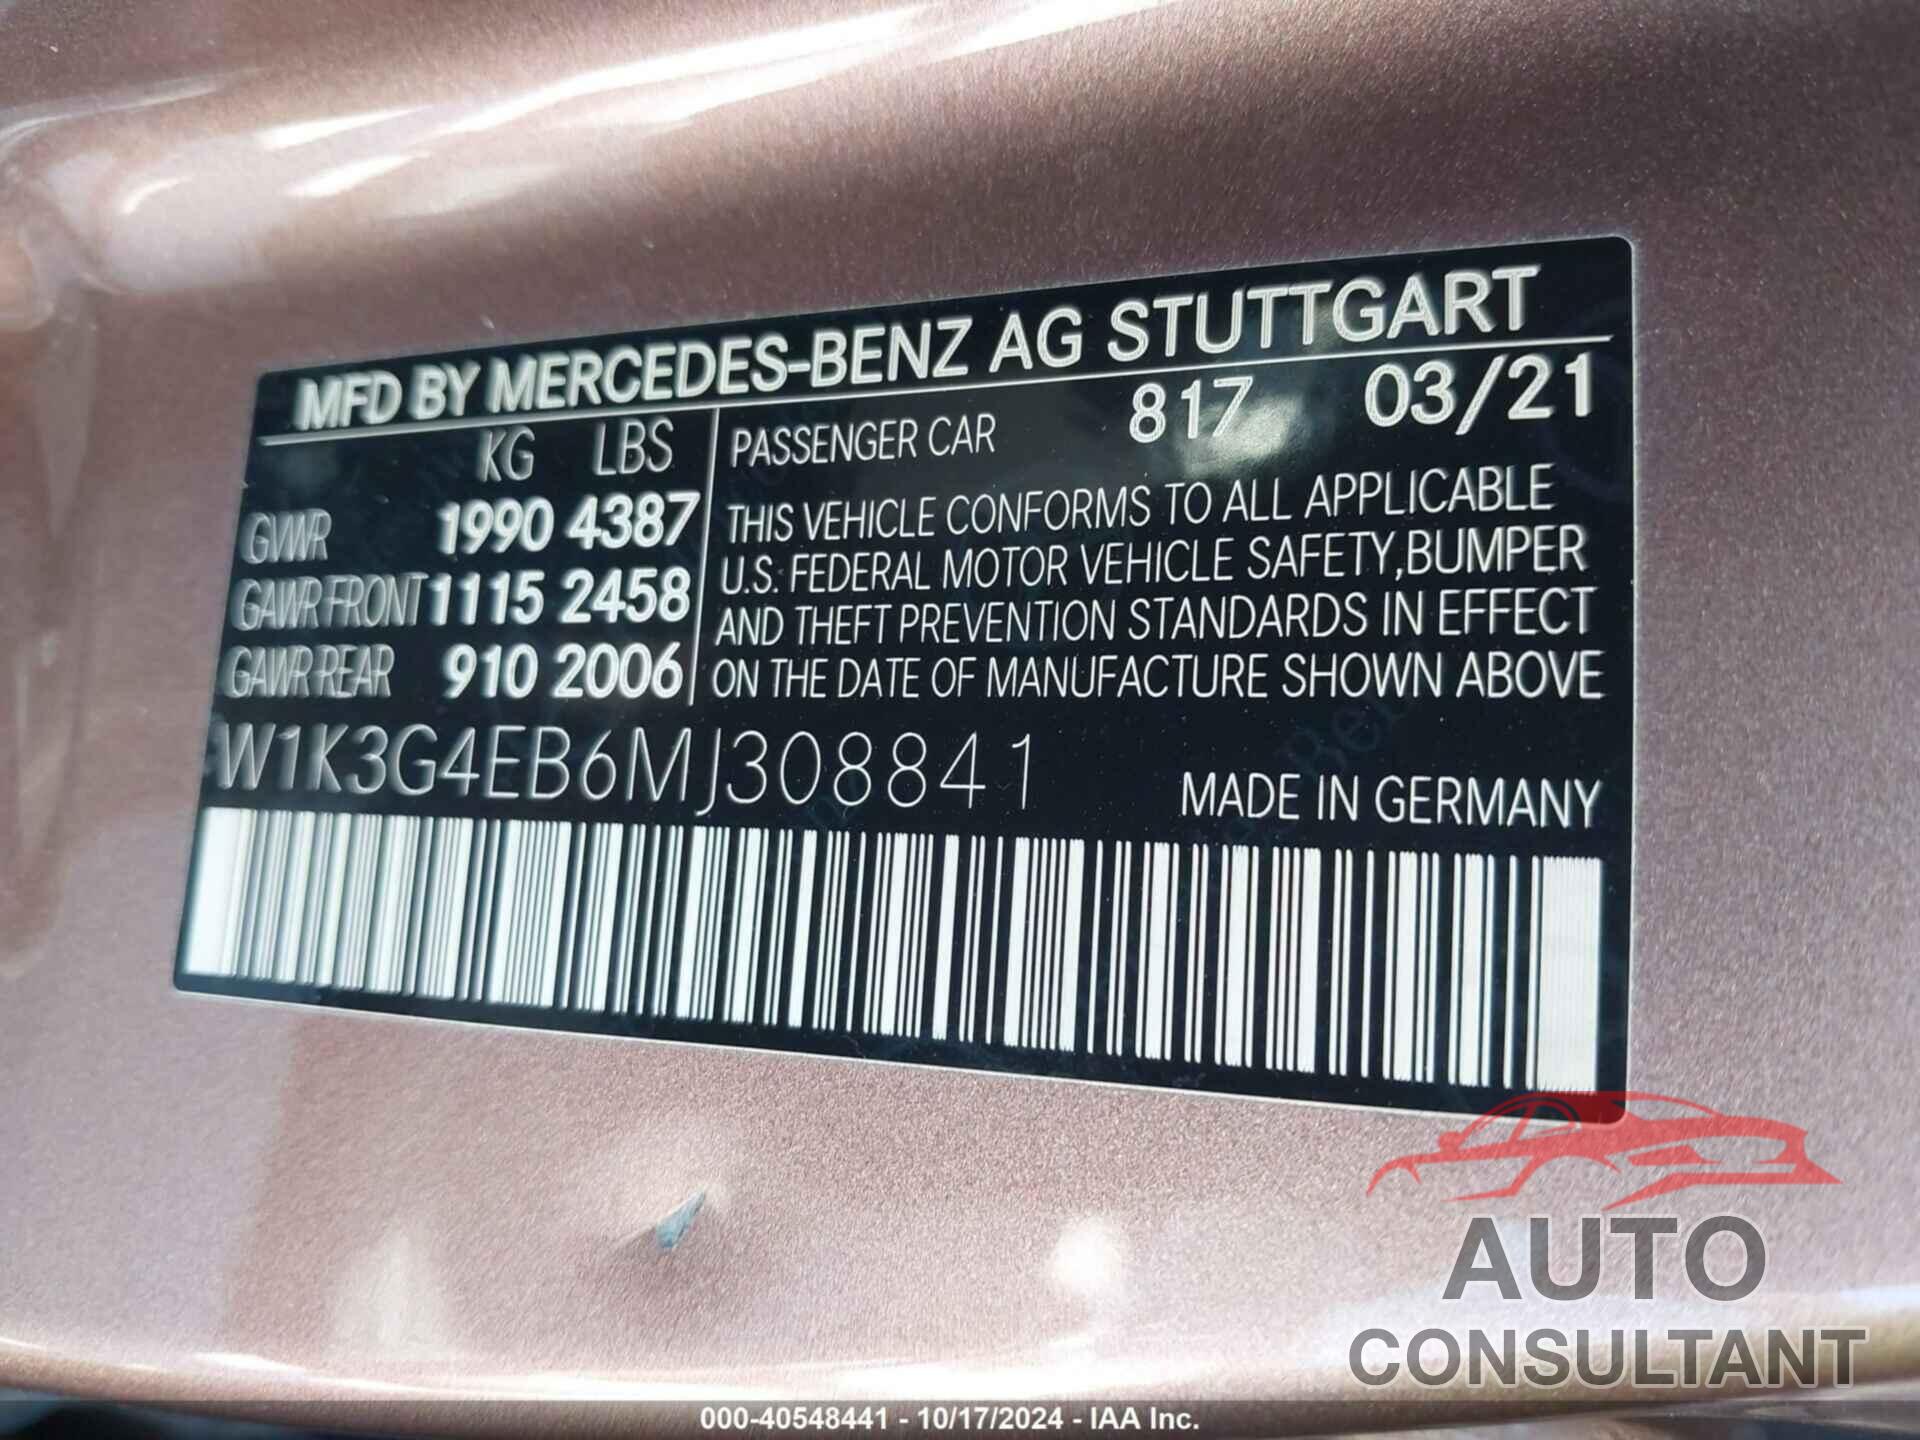 MFD BY MERCEDES-BENZ AG STUTTGART
KG LBS
GVWR 1990 4387
GAWR FRONT 1115 2458
GAWR REAR 910 2006
PASSENGER CAR 817 03/21
THIS VEHICLE CONFORMS TO ALL APPLICABLE
U.S. FEDERAL MOTOR VEHICLE SAFETY,BUMPER
AND THEFT PREVENTION STANDARDS IN EFFECT
ON THE DATE OF MANUFACTURE SHOWN ABOVE
W1K3G4EB6MJ308841
MADE IN GERMANY
AUTO
CONSULTANT
000-40548441 - 10/17/2024 - IAA Inc.